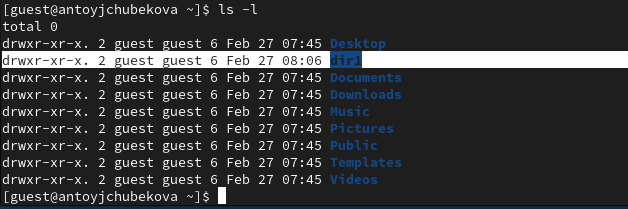 [guest@antoyjchubekova ~]$ ls -l
total 0
drwxr-xr-x. 2 guest guest 6 Feb 27 07:45 Desktop
drwxr-xr-x. 2 guest guest 6 Feb 27 08:06 dir1
drwxr-xr-x. 2 guest guest 6 Feb 27 07:45 Documents
drwxr-xr-x. 2 guest guest 6 Feb 27 07:45 Downloads
drwxr-xr-x. 2 guest guest 6 Feb 27 07:45 Music
drwxr-xr-x. 2 guest guest 6 Feb 27 07:45 Pictures
drwxr-xr-x. 2 guest guest 6 Feb 27 07:45 Public
drwxr-xr-x. 2 guest guest 6 Feb 27 07:45 Templates
drwxr-xr-x. 2 guest guest 6 Feb 27 07:45 Videos
[guest@antoyjchubekova ~]$